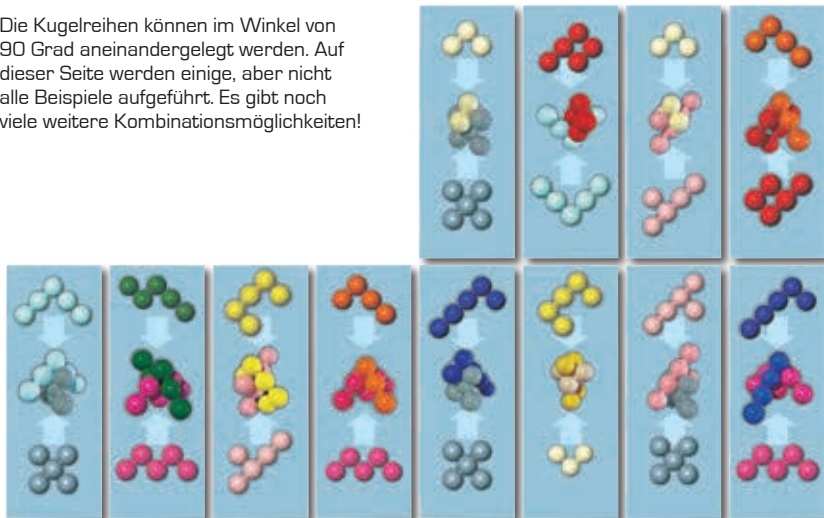 Die Kugelreihen können im Winkel von
90 Grad aneinandergelegt werden. Auf
dieser Seite werden einige, aber nicht
alle Beispiele aufgeführt. Es gibt noch
viele weitere Kombinationsmöglichkeiten!